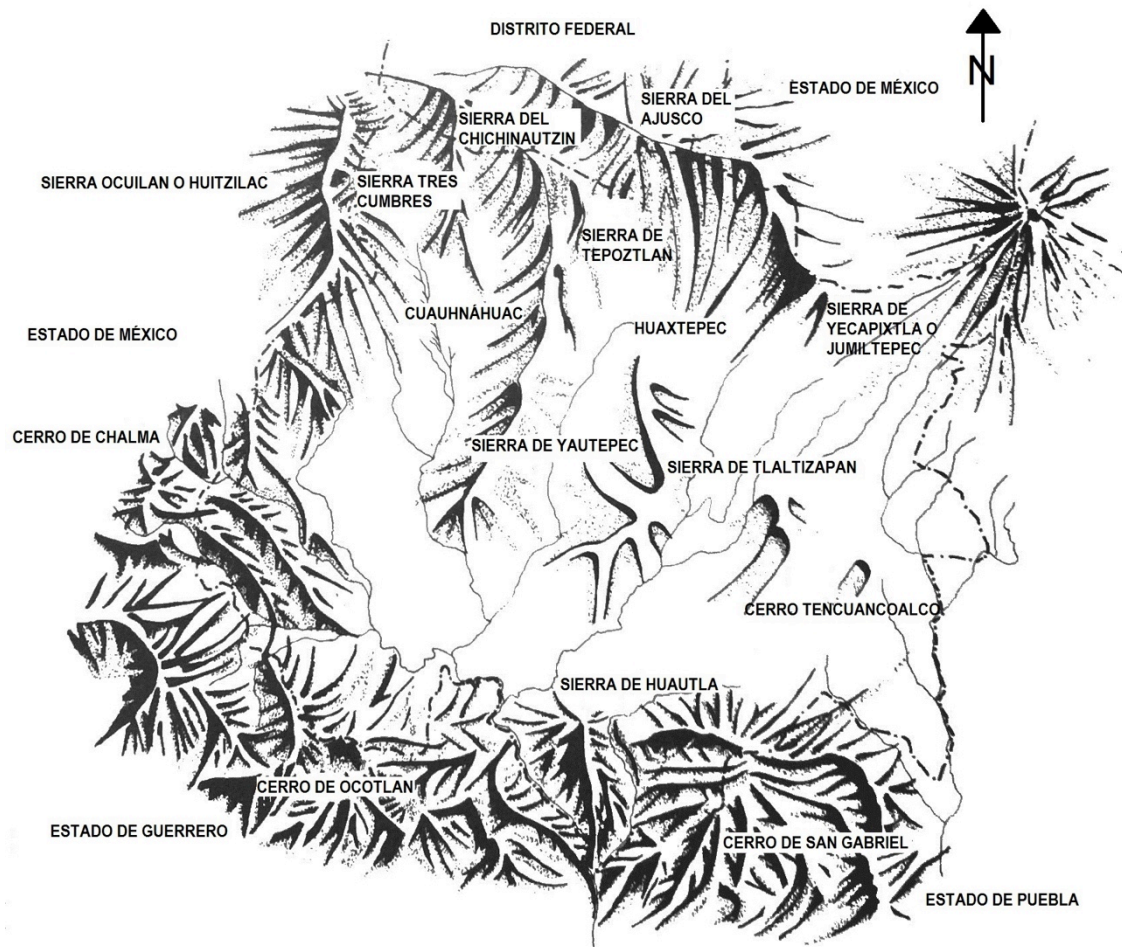 DISTRITO FEDERAL
N
ESTADO DE MÉXICO
SIERRA DEL
AJUSCO
SIERRA DEL
CHICHINAUTZIN
SIERRA OCUILAN O HUITZILAC
SIERRA TRES
CUMBRES
SIERRA DE
TEPOZTLAN
CUAUHNÁHUAC
HUAXTEPEC
SIERRA DE
YECAPIXTLA O
JUMILTEPEC
ESTADO DE MÉXICO
CERRO DE CHALMA
SIERRA DE YAUTEPEC
SIERRA DE TLALTIZAPAN
CERRO TENCUANCOALCO
SIERRA DE HUAUTLA
CERRO DE OCOTLAN
ESTADO DE GUERRERO
CERRO DE SAN GABRIEL
ESTADO DE PUEBLA